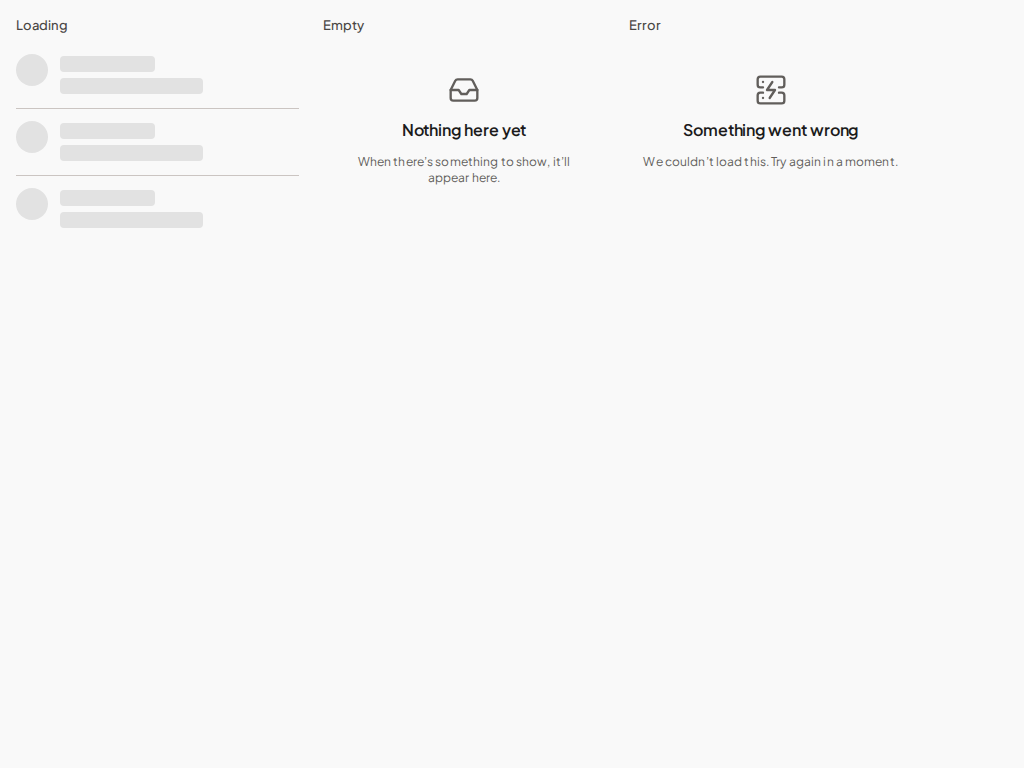 Loading
Empty
Error
Nothing here yet
When there's something to show, it'll
appear here.
Something went wrong
We couldn't load this. Try again in a moment.